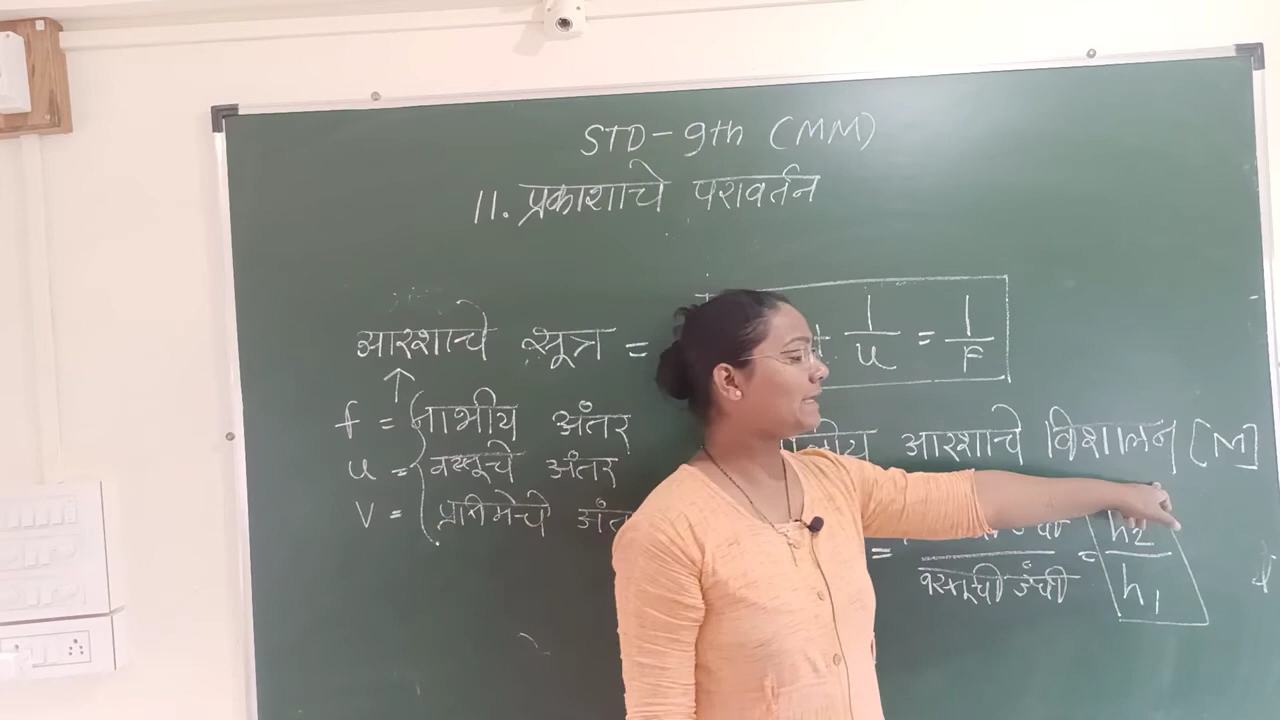 STD-9th (MM)
11. प्रकाशाचे परावर्तन
आरशाचे सूत्र = + 1/u = 1/F
f = नाभीय अंतर
u = वस्तूचे अंतर
v = प्रतिमेचे
आरशाचे विशालन [M]
= वस्तूची उंची = h2/h1